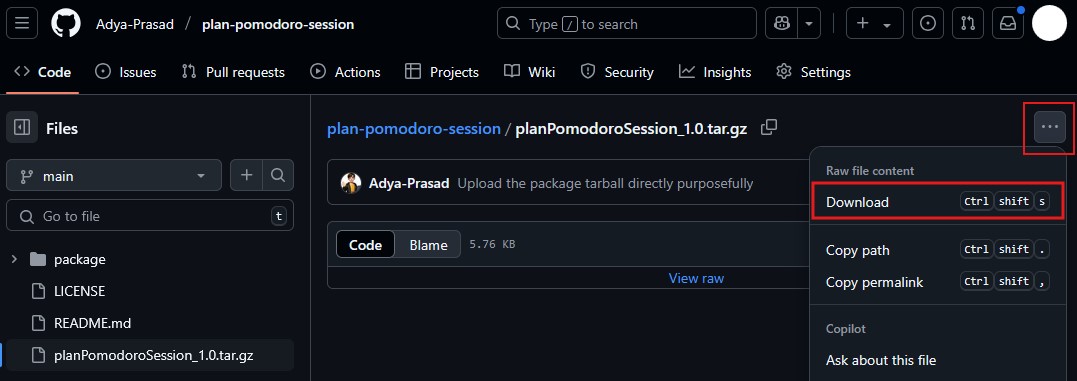 Adya-Prasad / plan-pomodoro-session
Type / to search
Code
Issues
Pull requests
Actions
Projects
Wiki
Security
Insights
Settings
Files
main
Go to file
t
package
LICENSE
README.md
planPomodoroSession_1.0.tar.gz
plan-pomodoro-session / planPomodoroSession_1.0.tar.gz
Adya-Prasad Upload the package tarball directly purposefully
Code Blame 5.76 KB
View raw
Raw file content
Download Ctrl shift s
Copy path Ctrl shift .
Copy permalink Ctrl shift ,
Copilot
Ask about this file